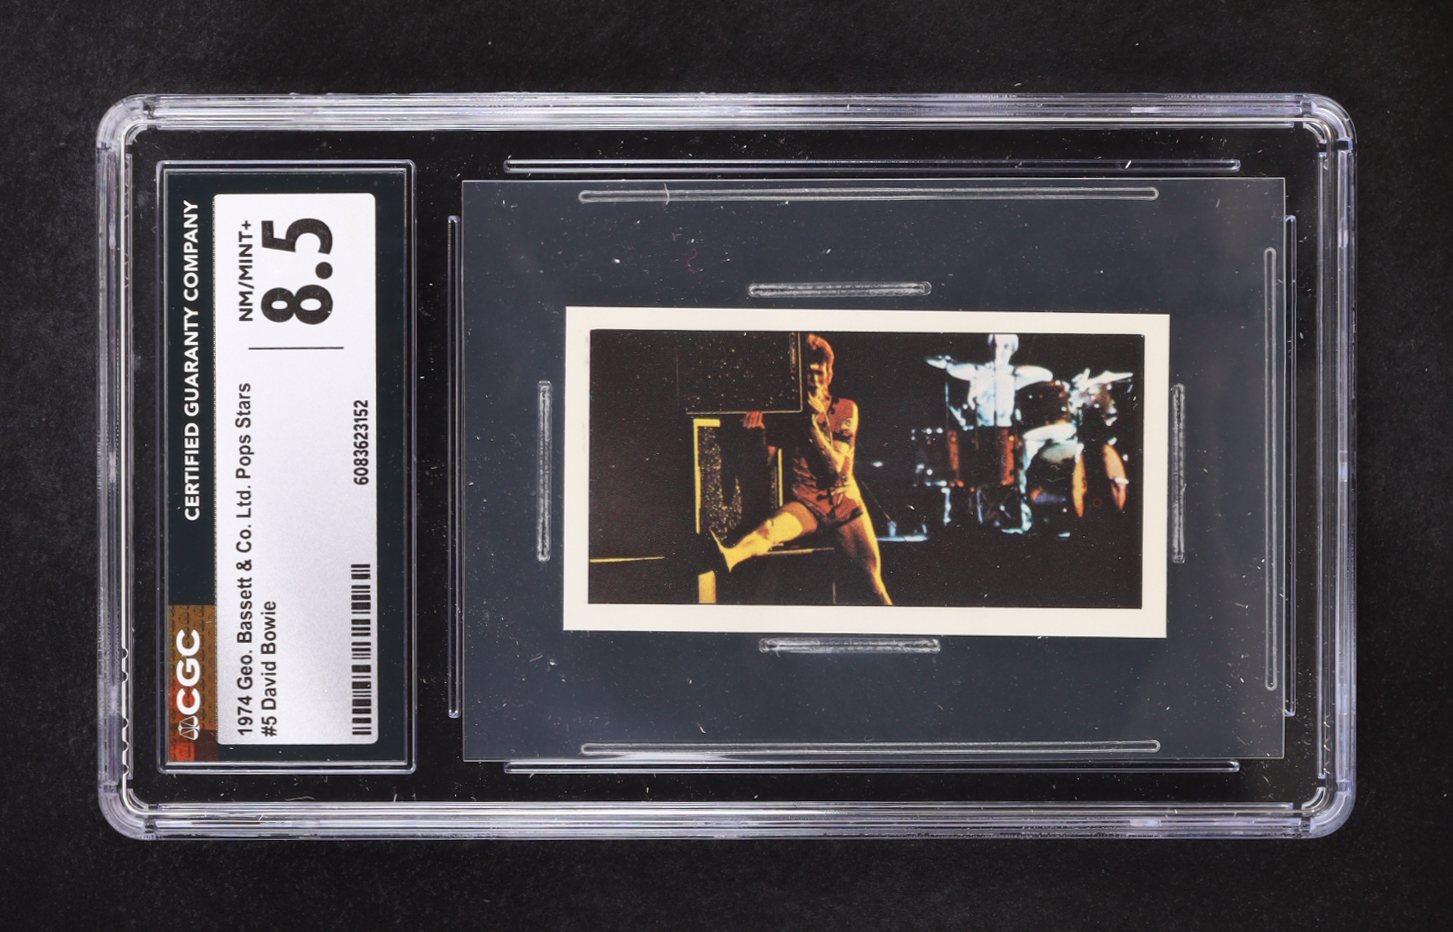 CGC
CERTIFIED GUARANTY COMPANY
1974 Geo. Bassett & Co. Ltd. Pops Stars
#5 David Bowie
6083623152
NM/MINT+
8.5